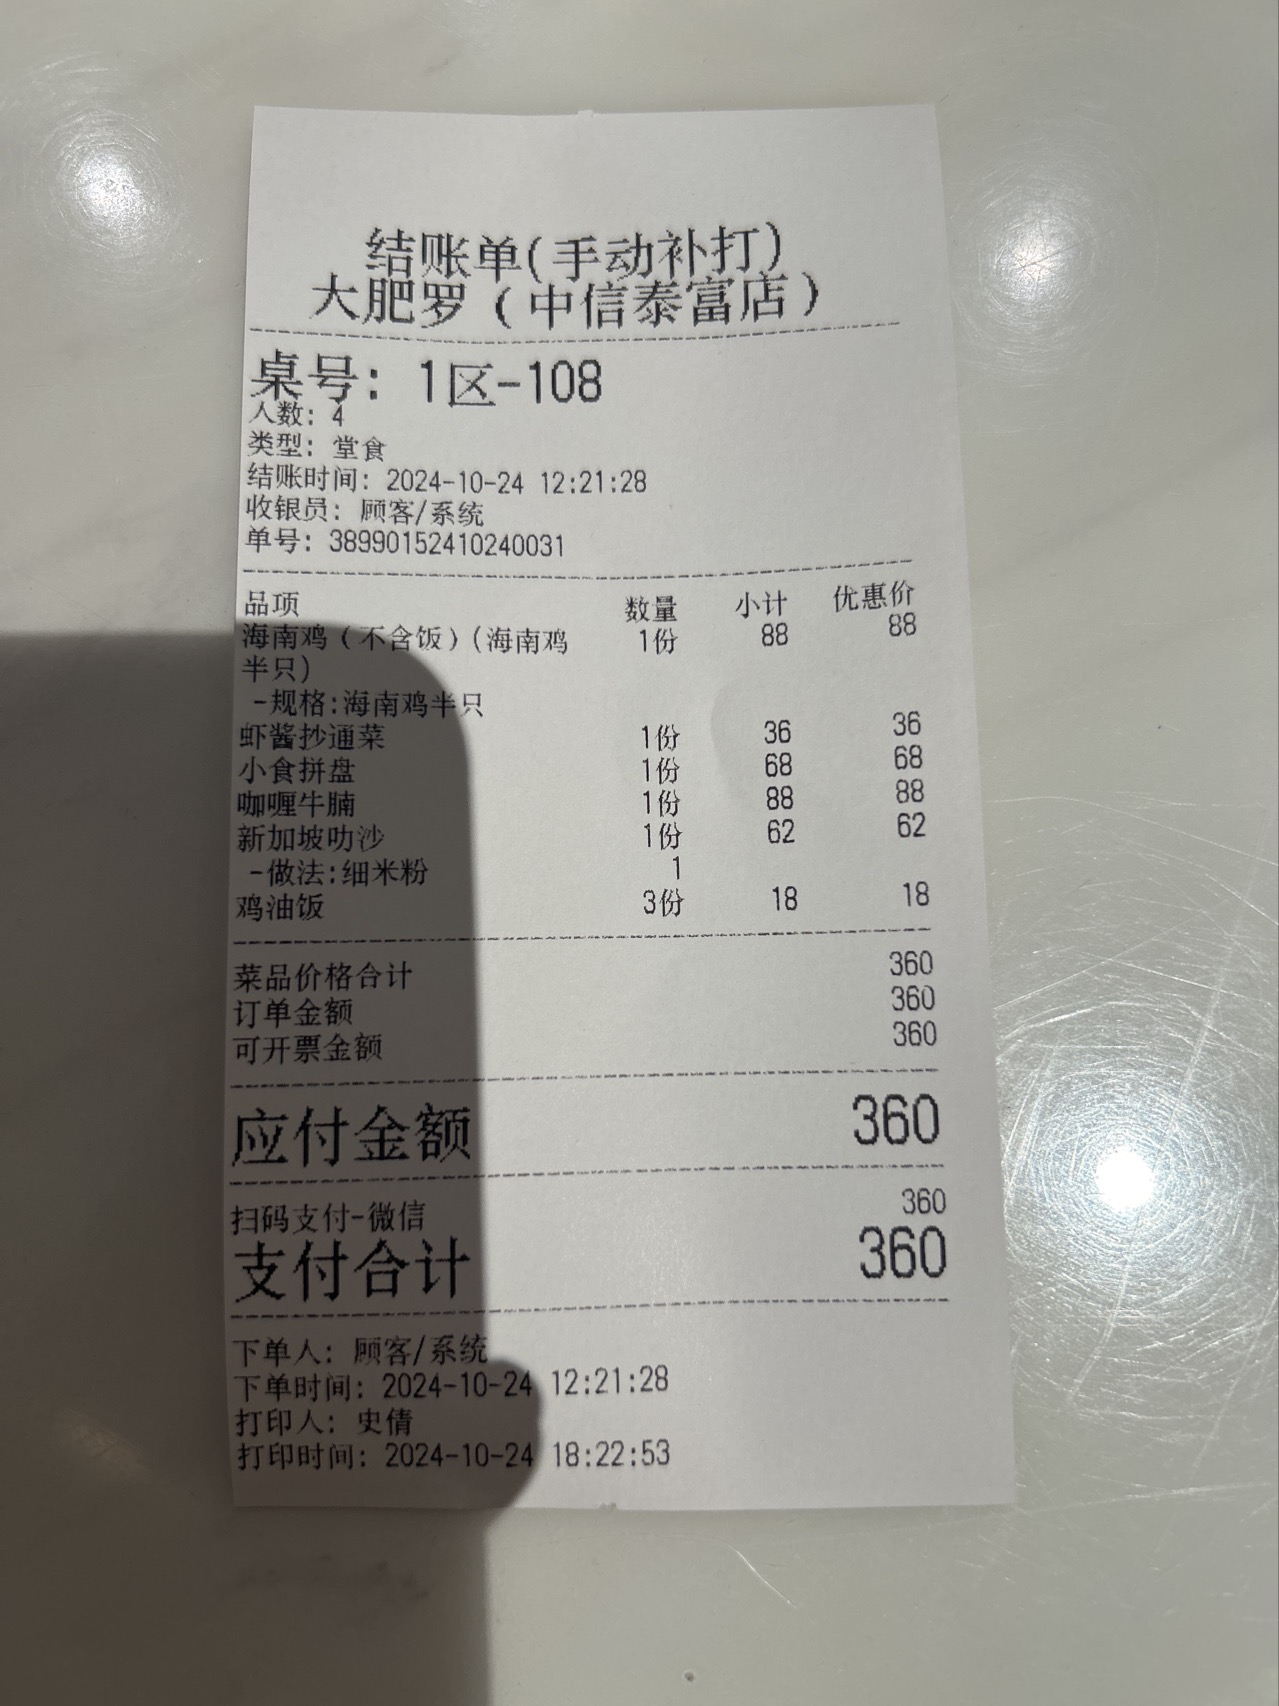 结账单(手动补打)
大肥罗（中信泰富店）
桌号: 1区-108
人数: 4
类型: 堂食
结账时间: 2024-10-24 12:21:28
收银员: 顾客/系统
单号: 38990152410240031
品项 数量 小计 优惠价
海南鸡（不含饭）(海南鸡 1份 88 88
半只)
-规格:海南鸡半只
虾酱抄通菜 1份 36 36
小食拼盘 1份 68 68
咖喱牛腩 1份 88 88
新加坡叻沙 1份 62 62
-做法:细米粉 1
鸡油饭 3份 18 18
菜品价格合计 360
订单金额 360
可开票金额 360
应付金额 360
扫码支付-微信 360
支付合计 360
下单人: 顾客/系统
下单时间: 2024-10-24 12:21:28
打印人: 史倩
打印时间: 2024-10-24 18:22:53